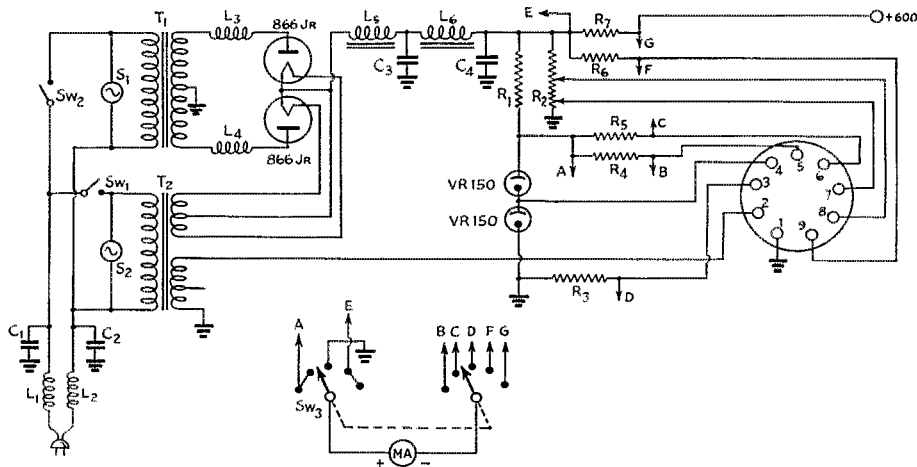 T1
L3
866 JR
L5
L6
E
R7
+600
G
S1
C3
C4
R6
F
Sw2
R1
R2
L4
866 JR
R5
C
A
R4
B
T2
Sw1
VR150
VR150
S2
1
2
3
4
5
6
7
8
9
R3
D
C1
C2
L1
L2
A
E
B
C
D
F
G
Sw3
+
MA
-